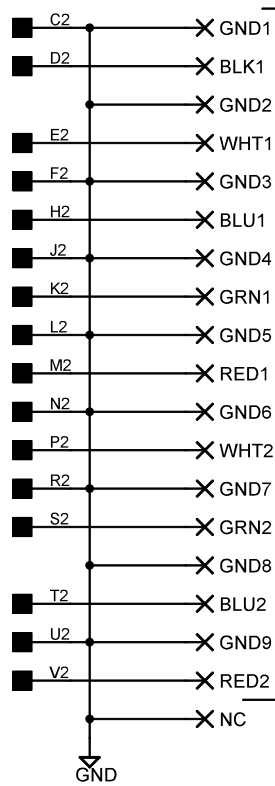 C2 GND1
D2 BLK1
GND2
E2 WHT1
F2 GND3
H2 BLU1
J2 GND4
K2 GRN1
L2 GND5
M2 RED1
N2 GND6
P2 WHT2
R2 GND7
S2 GRN2
GND8
T2 BLU2
U2 GND9
V2 RED2
NC
GND